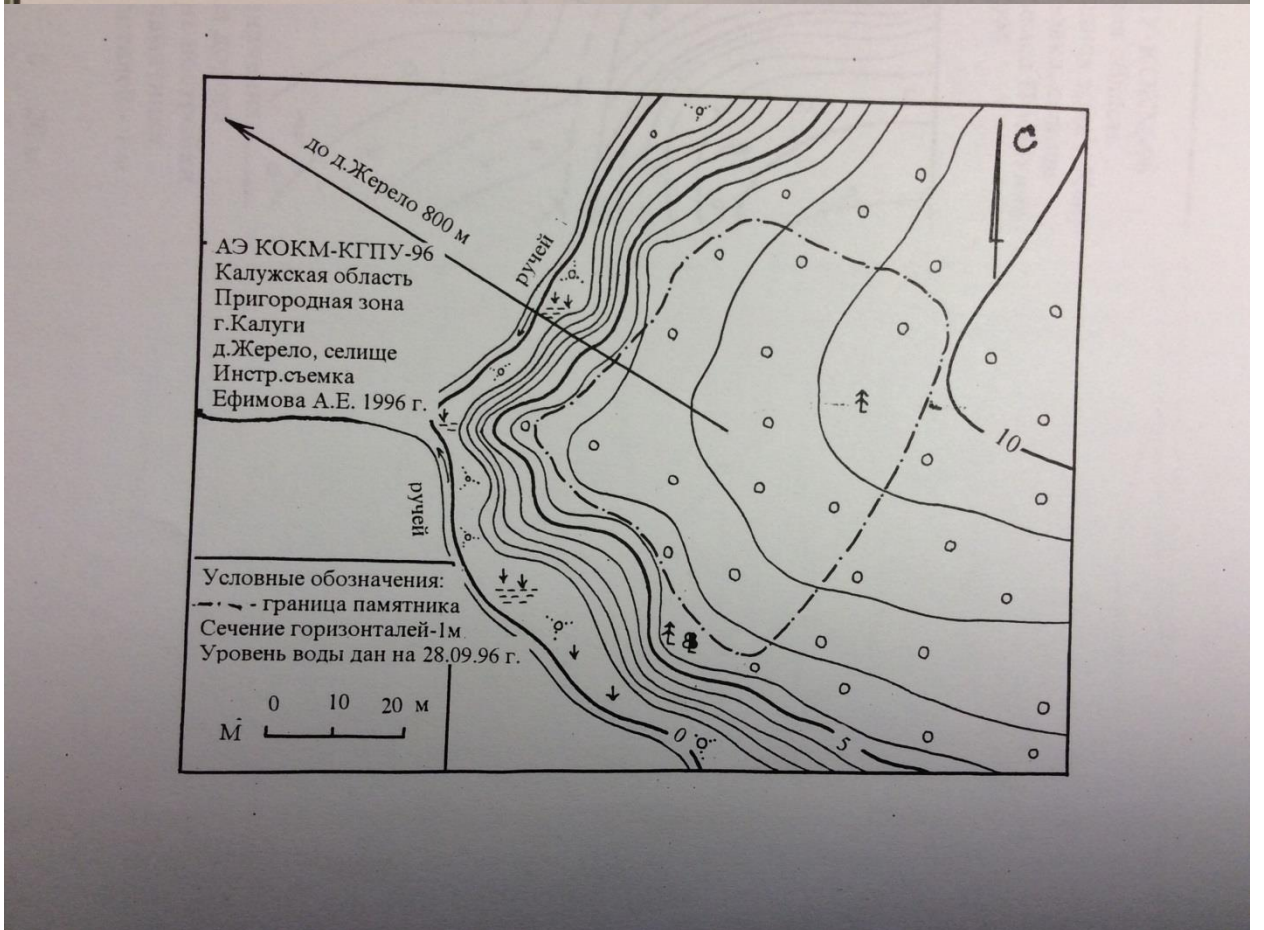 С
до д.Жерело 800 м
ручей
АЭ КОКМ-КГПУ-96
Калужская область
Пригородная зона
г.Калуги
д.Жерело, селище
Инстр.съемка
Ефимова А.Е. 1996 г.
10
ручей
Условные обозначения:
- граница памятника
Сечение горизонталей-1м
Уровень воды дан на 28.09.96 г.
0 10 20 м
М
0
5